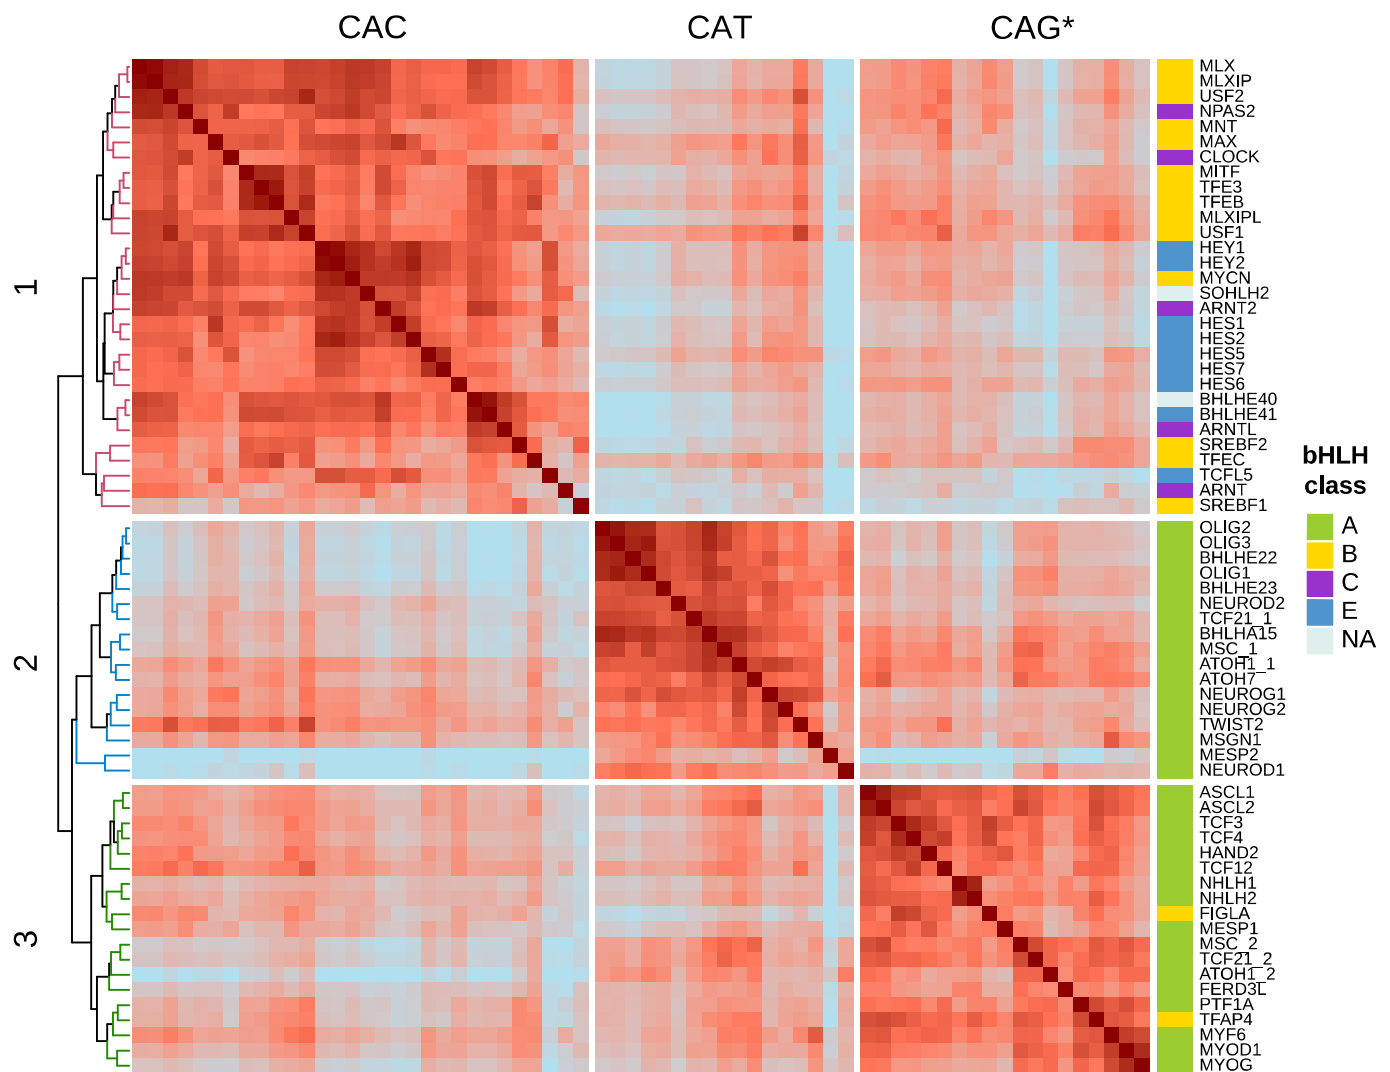 CAC
CAT
CAG*
1
2
3
MLX
MLXIP
USF2
NPAS2
MNT
MAX
CLOCK
MITF
TFE3
TFEB
MLXIPL
USF1
HEY1
HEY2
MYCN
SOHLH2
ARNT2
HES1
HES2
HES5
HES7
HES6
BHLHE40
BHLHE41
ARNTL
SREBF2
TFEC
TCFL5
ARNT
SREBF1
OLIG2
OLIG3
BHLHE22
OLIG1
BHLHE23
NEUROD2
TCF21_1
BHLHA15
MSC_1
ATOH1_1
ATOH7
NEUROG1
NEUROG2
TWIST2
MSGN1
MESP2
NEUROD1
ASCL1
ASCL2
TCF3
TCF4
HAND2
TCF12
NHLH1
NHLH2
FIGLA
MESP1
MSC_2
TCF21_2
ATOH1_2
FERD3L
PTF1A
TFAP4
MYF6
MYOD1
MYOG
bHLH
class
A
B
C
E
NA